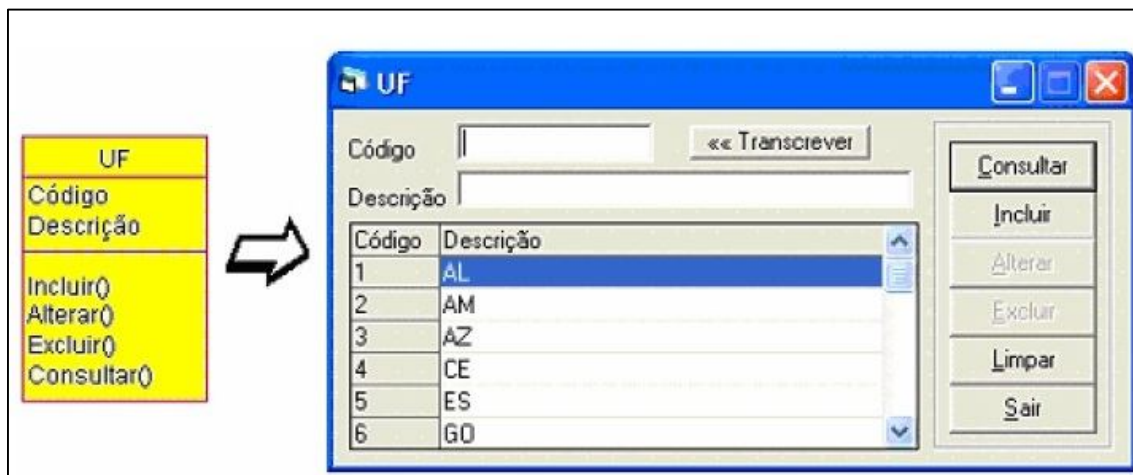 UF
Código
Descrição
Incluir()
Alterar()
Excluir()
Consultar()
UF
Código
«« Transcrever
Descrição
Código Descrição
1 AL
2 AM
3 AZ
4 CE
5 ES
6 GO
Consultar
Incluir
Alterar
Excluir
Limpar
Sair